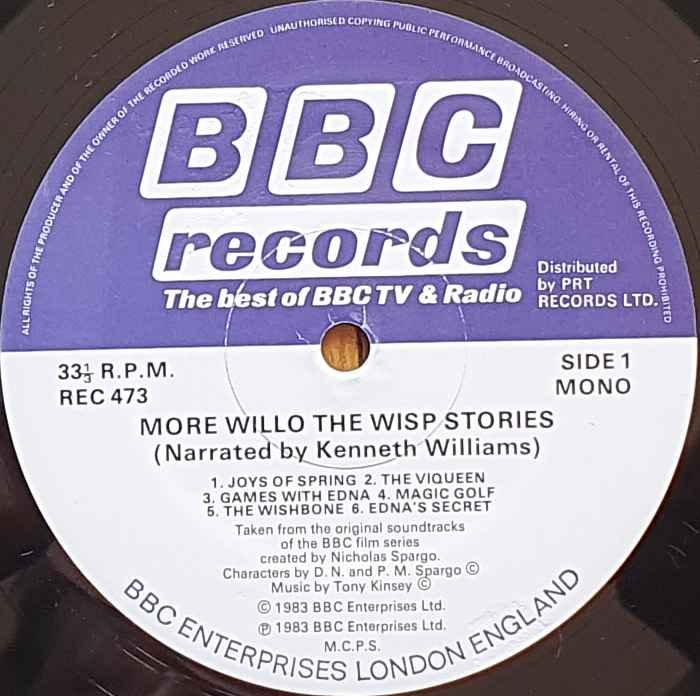 ALL RIGHTS OF THE PRODUCER AND OF THE OWNER OF THE RECORDED WORK RESERVED UNAUTHORISED COPYING PUBLIC PERFORMANCE BROADCASTING, HIRING OR RENTAL OF THIS RECORDING PROHIBITED
BBC
records
The best of BBC TV & Radio
Distributed
by PRT
RECORDS LTD.
33⅓ R.P.M.
REC 473
SIDE 1
MONO
MORE WILLO THE WISP STORIES
(Narrated by Kenneth Williams)
1. JOYS OF SPRING 2. THE VIQUEEN
3. GAMES WITH EDNA 4. MAGIC GOLF
5. THE WISHBONE 6. EDNA'S SECRET
Taken from the original soundtracks
of the BBC film series
created by Nicholas Spargo.
Characters by D. N. and P. M. Spargo ©
Music by Tony Kinsey ©
© 1983 BBC Enterprises Ltd.
℗ 1983 BBC Enterprises Ltd.
M.C.P.S.
BBC ENTERPRISES LONDON ENGLAND